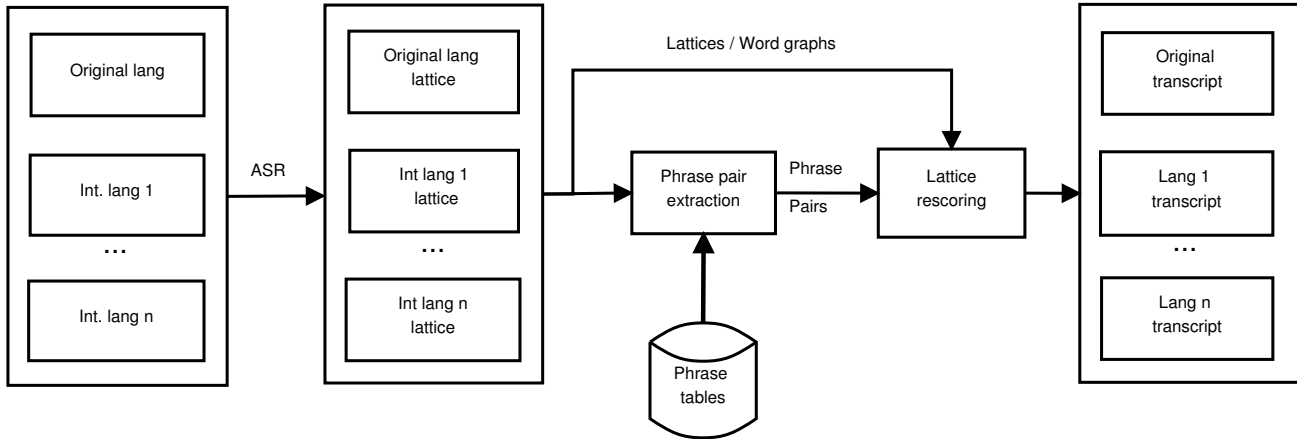 Original lang
Int. lang 1
...
Int. lang n
ASR
Original lang
lattice
Int lang 1
lattice
...
Int lang n
lattice
Lattices / Word graphs
Phrase pair
extraction
Phrase
tables
Phrase
Pairs
Lattice
rescoring
Original
transcript
Lang 1
transcript
...
Lang n
transcript